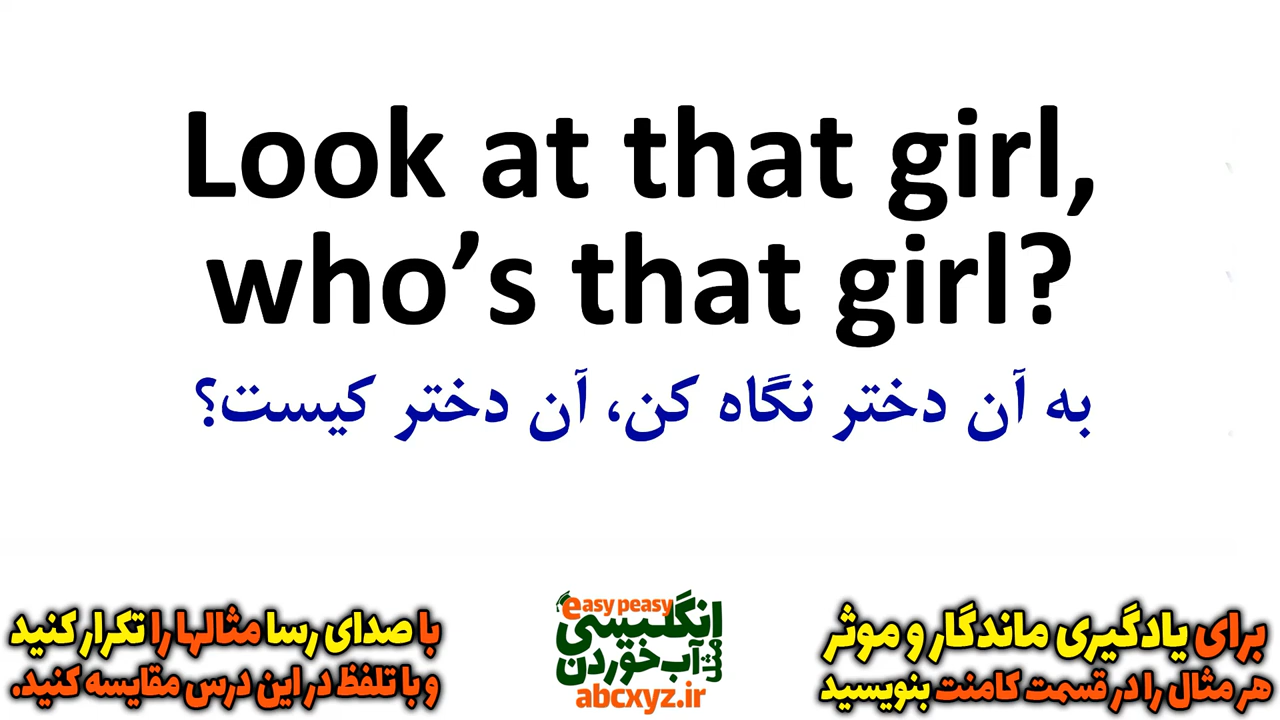 Look at that girl,
who’s that girl?
به آن دختر نگاه کن، آن دختر کیست؟
برای یادگیری ماندگار و موثر
هر مثال را در قسمت کامنت بنویسید
easy peasy
انگلیسی
مثل آب خوردن
abcxyz.ir
با صدای رسا مثالها را تکرار کنید
و با تلفظ در این درس مقایسه کنید.